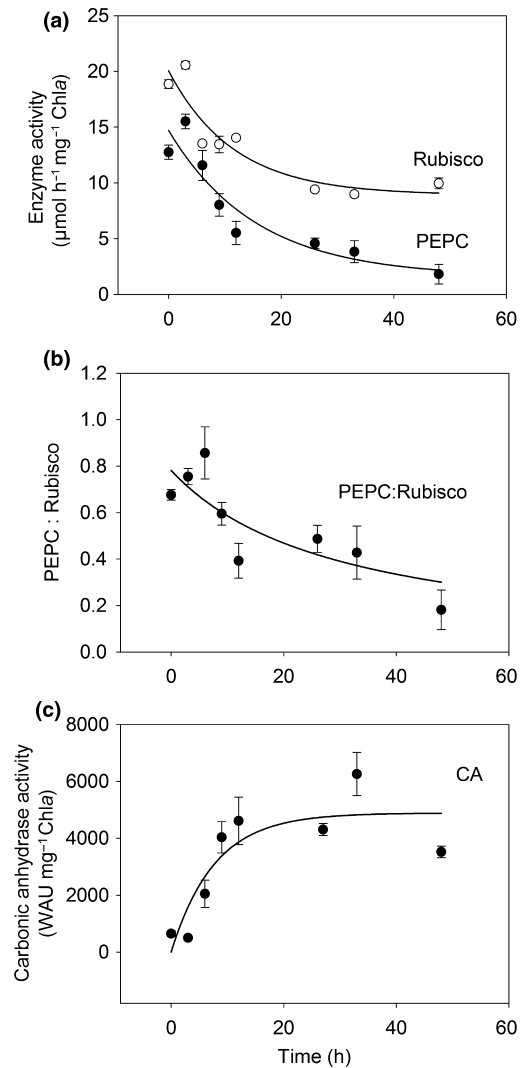 (a)
25
20
15
10
5
0
Enzyme activity
(μmol h⁻¹ mg⁻¹ Chla)
Rubisco
PEPC
0 20 40 60
(b)
1.2
1.0
0.8
0.6
0.4
0.2
0.0
PEPC : Rubisco
PEPC:Rubisco
0 20 40 60
(c)
8000
6000
4000
2000
0
Carbonic anhydrase activity
(WAU mg⁻¹Chla)
CA
0 20 40 60
Time (h)